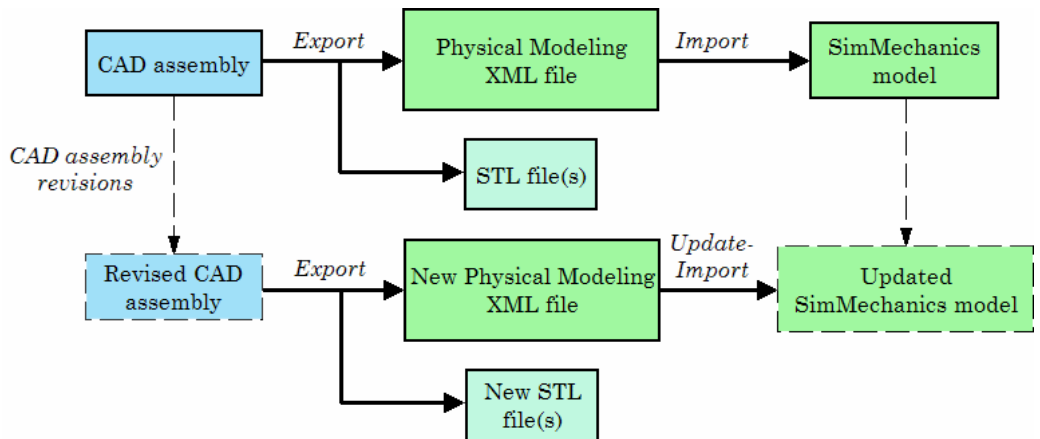 Export
Physical Modeling
XML file
Import
SimMechanics
model
CAD assembly
CAD assembly
revisions
STL file(s)
Revised CAD
assembly
Export
New Physical Modeling
XML file
Update-
Import
Updated
SimMechanics model
New STL
file(s)